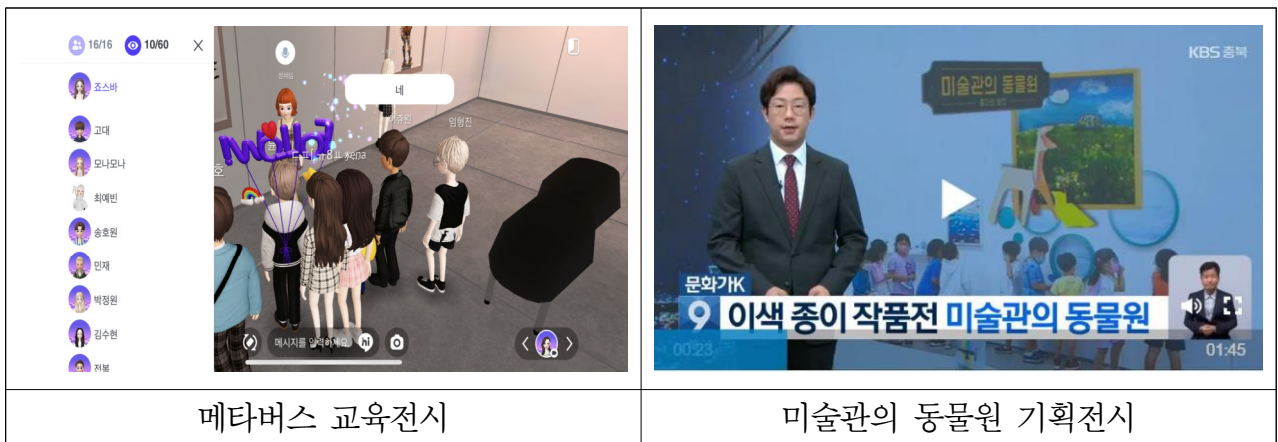 16/16 10/60 X
죠스바
고대
모나모나
최예빈
송호원
민재
박정원
김수현
전복
네
임형진
메시지를 입력하세요
hi
KBS 충북
미술관의 동물원
문화가K
9 이색 종이 작품전 미술관의 동물원
00:23
01:45
메타버스 교육전시
미술관의 동물원 기획전시